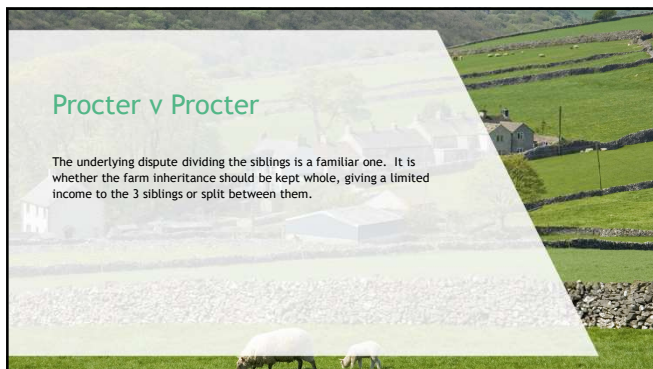 Procter v Procter
The underlying dispute dividing the siblings is a familiar one.  It is
whether the farm inheritance should be kept whole, giving a limited
income to the 3 siblings or split between them.